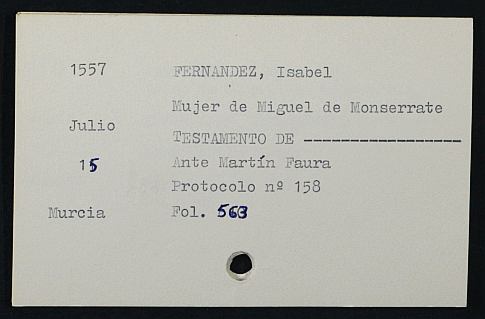 1557 FERNANDEZ, Isabel
Mujer de Miguel de Monserrate
Julio
TESTAMENTO DE -----------------
15 Ante Martín Faura
Protocolo nº 158
Murcia Fol. 563